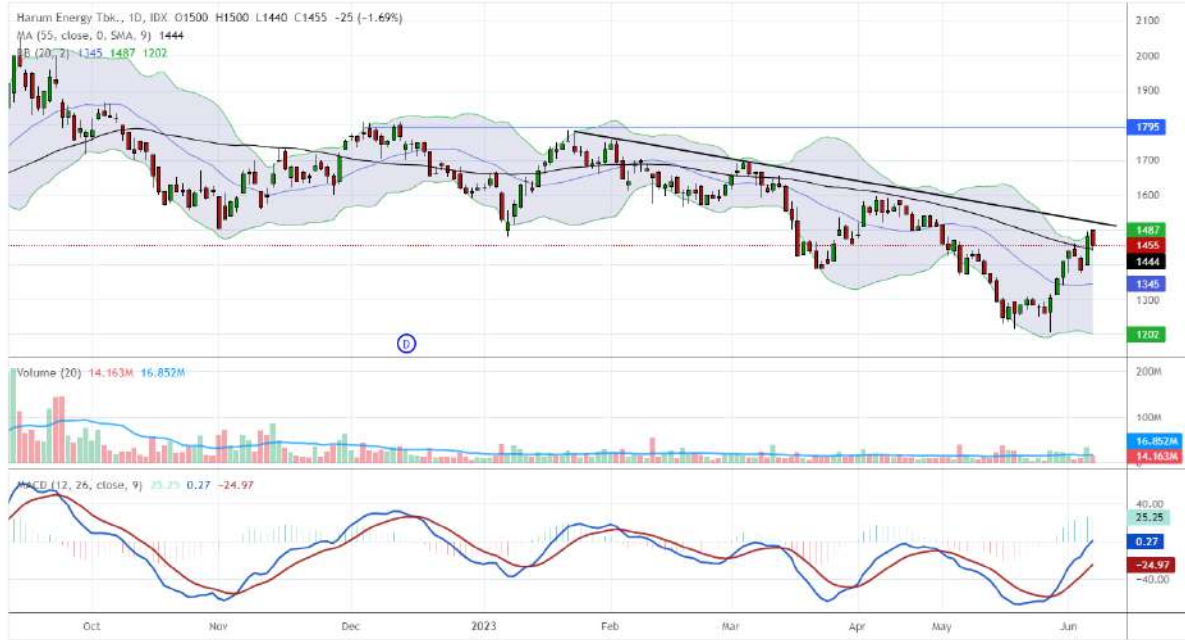 Harum Energy Tbk., 1D, IDX O1500 H1500 L1440 C1455 -25 (-1.69%)
MA (55, close, 0, SMA, 9) 1444
BB (20, 2) 1345 1487 1202
2100
2000
1900
1795
1700
1600
1487
1455
1444
1345
1300
1202
D
Volume (20) 14.163M 16.852M
200M
100M
16.852M
14.163M
MACD (12, 26, close, 9) 25.25 0.27 -24.97
40.00
25.25
0.27
-24.97
-40.00
Oct Nov Dec 2023 Feb Mar Apr May Jun